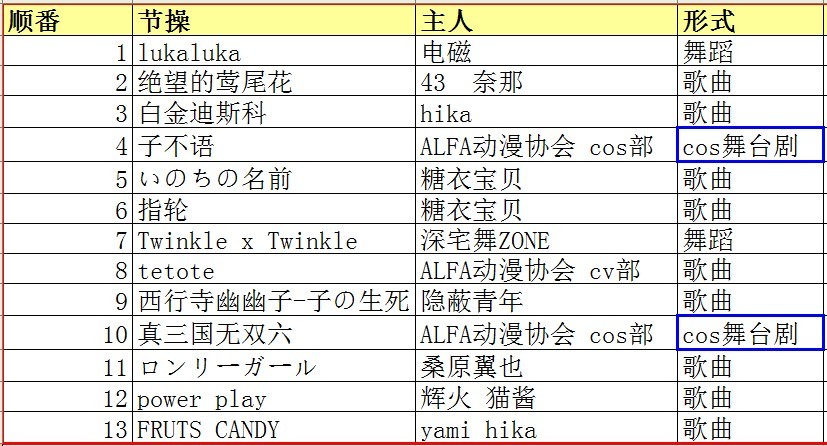 顺番 节操 主人 形式
1 lukaluka 电磁 舞蹈
2 绝望的莺尾花 43 奈那 歌曲
3 白金迪斯科 hika 歌曲
4 子不语 ALFA动漫协会 cos部 cos舞台剧
5 いのちの名前 糖衣宝贝 歌曲
6 指轮 糖衣宝贝 歌曲
7 Twinkle x Twinkle 深宅舞ZONE 舞蹈
8 tetote ALFA动漫协会 cv部 歌曲
9 西行寺幽幽子-子の生死 隐蔽青年 歌曲
10 真三国无双六 ALFA动漫协会 cos部 cos舞台剧
11 ロンリーガール 桑原翼也 歌曲
12 power play 辉火 猫酱 歌曲
13 FRUTS CANDY yami hika 歌曲